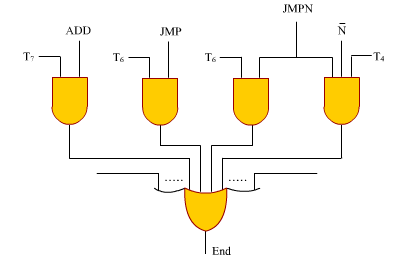 JMPN
ADD
JMP
N̄
T₇
T₆
T₆
T₄
.....
.....
End